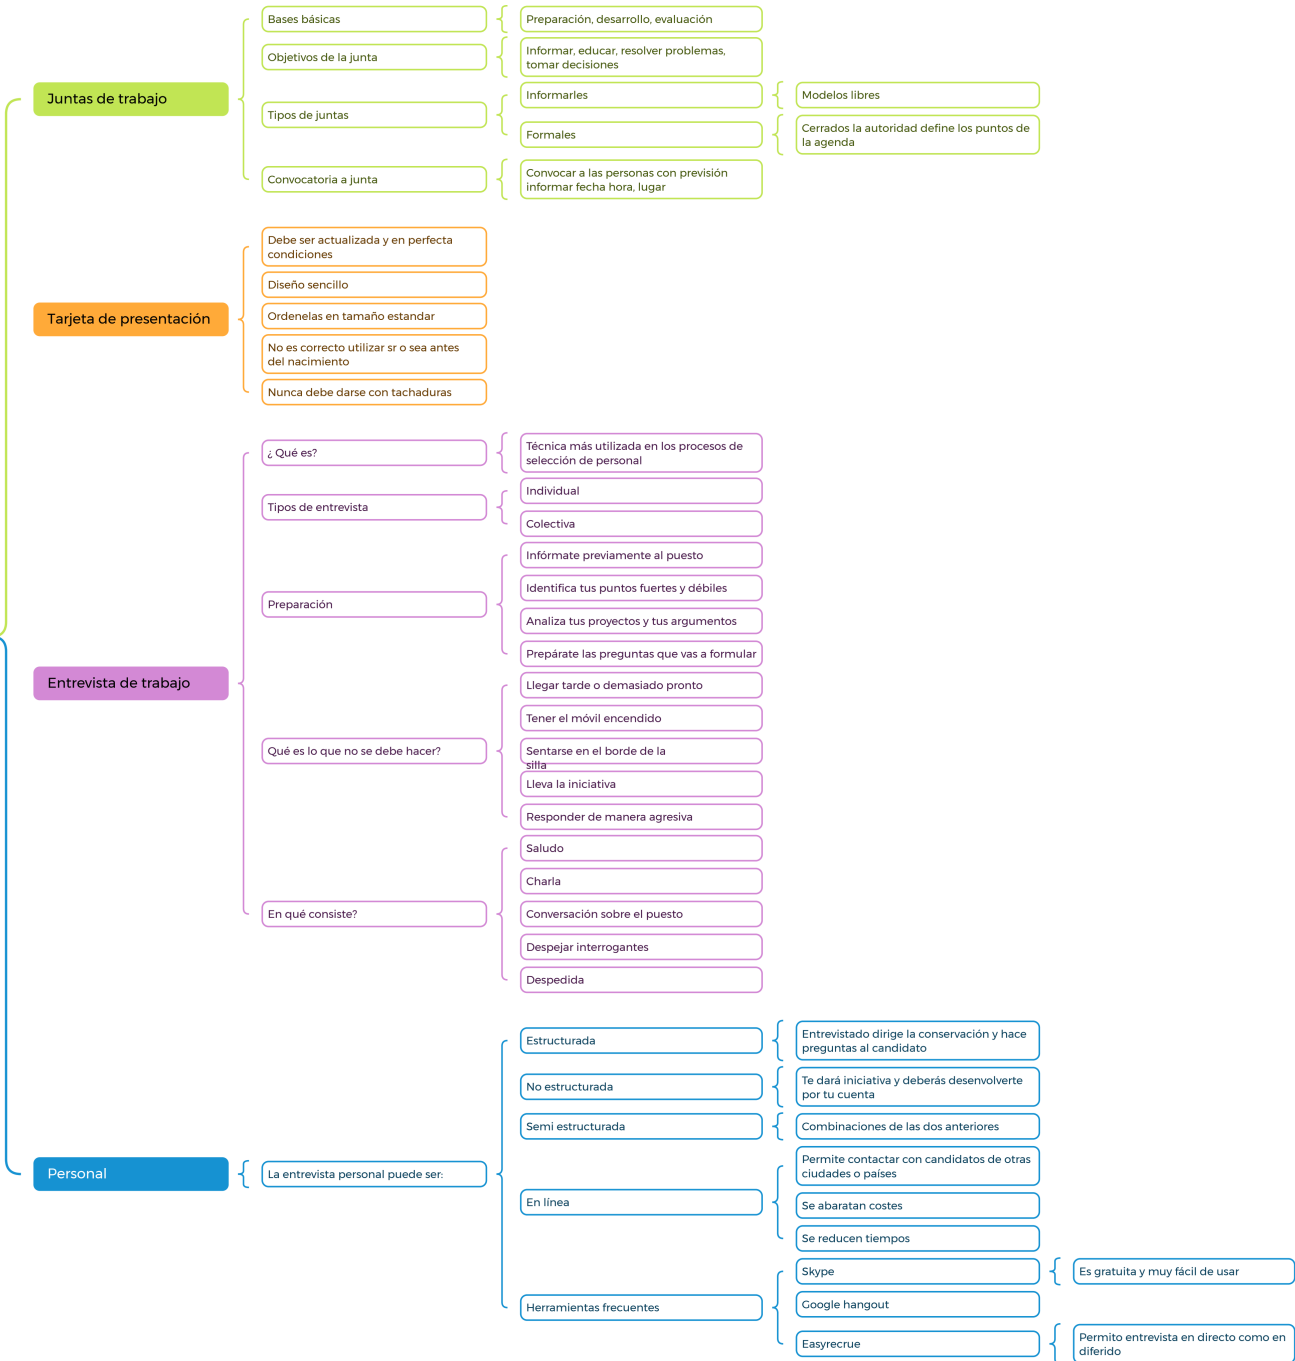 Juntas de trabajo
Bases básicas
Preparación, desarrollo, evaluación
Objetivos de la junta
Informar, educar, resolver problemas,
tomar decisiones
Tipos de juntas
Informarles
Modelos libres
Formales
Cerrados la autoridad define los puntos de
la agenda
Convocatoria a junta
Convocar a las personas con previsión
informar fecha hora, lugar
Tarjeta de presentación
Debe ser actualizada y en perfecta
condiciones
Diseño sencillo
Ordenelas en tamaño estandar
No es correcto utilizar sr o sea antes
del nacimiento
Nunca debe darse con tachaduras
Entrevista de trabajo
¿ Qué es?
Técnica más utilizada en los procesos de
selección de personal
Tipos de entrevista
Individual
Colectiva
Preparación
Infórmate previamente al puesto
Identifica tus puntos fuertes y débiles
Analiza tus proyectos y tus argumentos
Prepárate las preguntas que vas a formular
Qué es lo que no se debe hacer?
Llegar tarde o demasiado pronto
Tener el móvil encendido
Sentarse en el borde de la
silla
Lleva la iniciativa
Responder de manera agresiva
En qué consiste?
Saludo
Charla
Conversación sobre el puesto
Despejar interrogantes
Despedida
Personal
La entrevista personal puede ser:
Estructurada
Entrevistado dirige la conservación y hace
preguntas al candidato
No estructurada
Te dará iniciativa y deberás desenvolverte
por tu cuenta
Semi estructurada
Combinaciones de las dos anteriores
En línea
Permite contactar con candidatos de otras
ciudades o países
Se abaratan costes
Se reducen tiempos
Herramientas frecuentes
Skype
Es gratuita y muy fácil de usar
Google hangout
Easyrecrue
Permito entrevista en directo como en
diferido